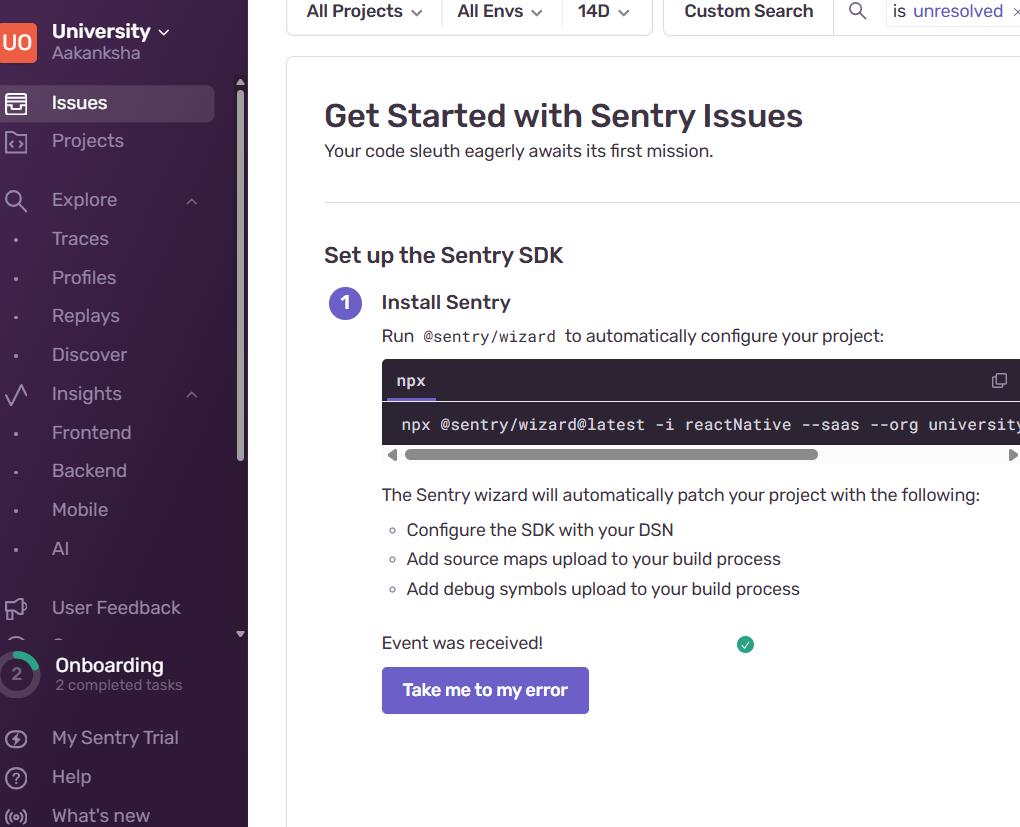 UO
University
Aakanksha
Issues
Projects
Explore
Traces
Profiles
Replays
Discover
Insights
Frontend
Backend
Mobile
AI
User Feedback
2
Onboarding
2 completed tasks
My Sentry Trial
Help
What's new
All Projects
All Envs
14D
Custom Search
is unresolved
Get Started with Sentry Issues
Your code sleuth eagerly awaits its first mission.
Set up the Sentry SDK
1
Install Sentry
Run @sentry/wizard to automatically configure your project:
npx
npx @sentry/wizard@latest -i reactNative --saas --org university
The Sentry wizard will automatically patch your project with the following:
Configure the SDK with your DSN
Add source maps upload to your build process
Add debug symbols upload to your build process
Event was received!
Take me to my error